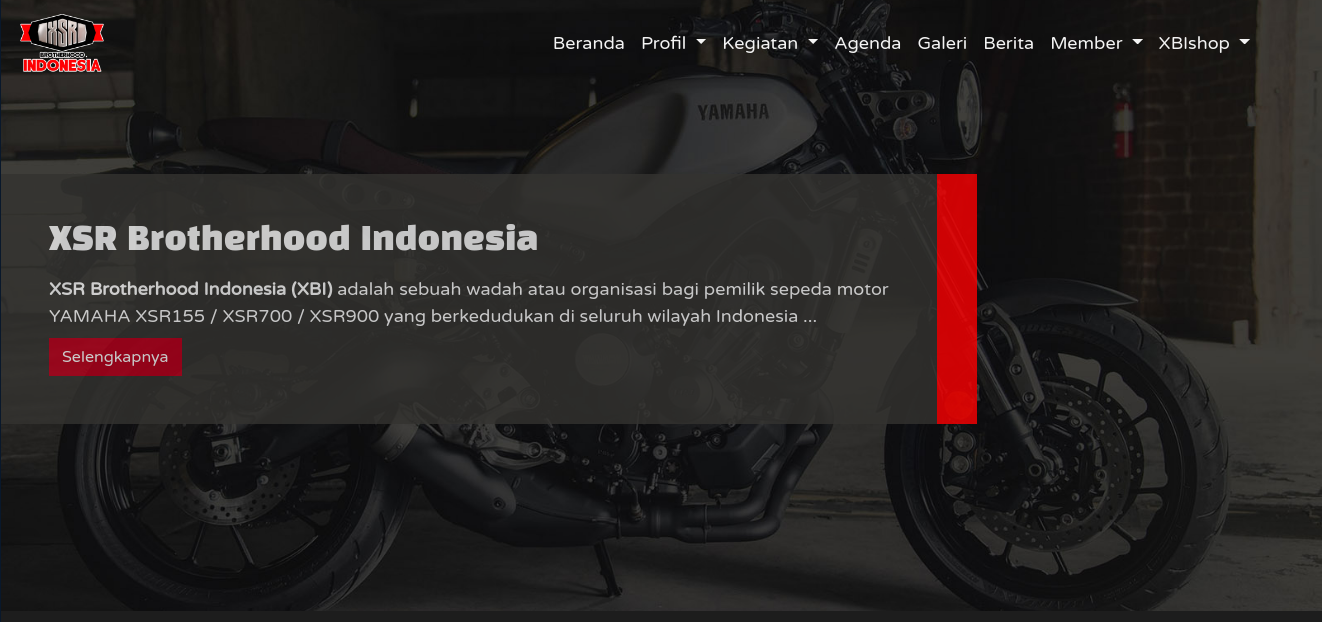 XSR
BROTHERHOOD
INDONESIA
Beranda Profil Kegiatan Agenda Galeri Berita Member XBIshop
YAMAHA
XSR Brotherhood Indonesia
XSR Brotherhood Indonesia (XBI) adalah sebuah wadah atau organisasi bagi pemilik sepeda motor
YAMAHA XSR155 / XSR700 / XSR900 yang berkedudukan di seluruh wilayah Indonesia ...
Selengkapnya